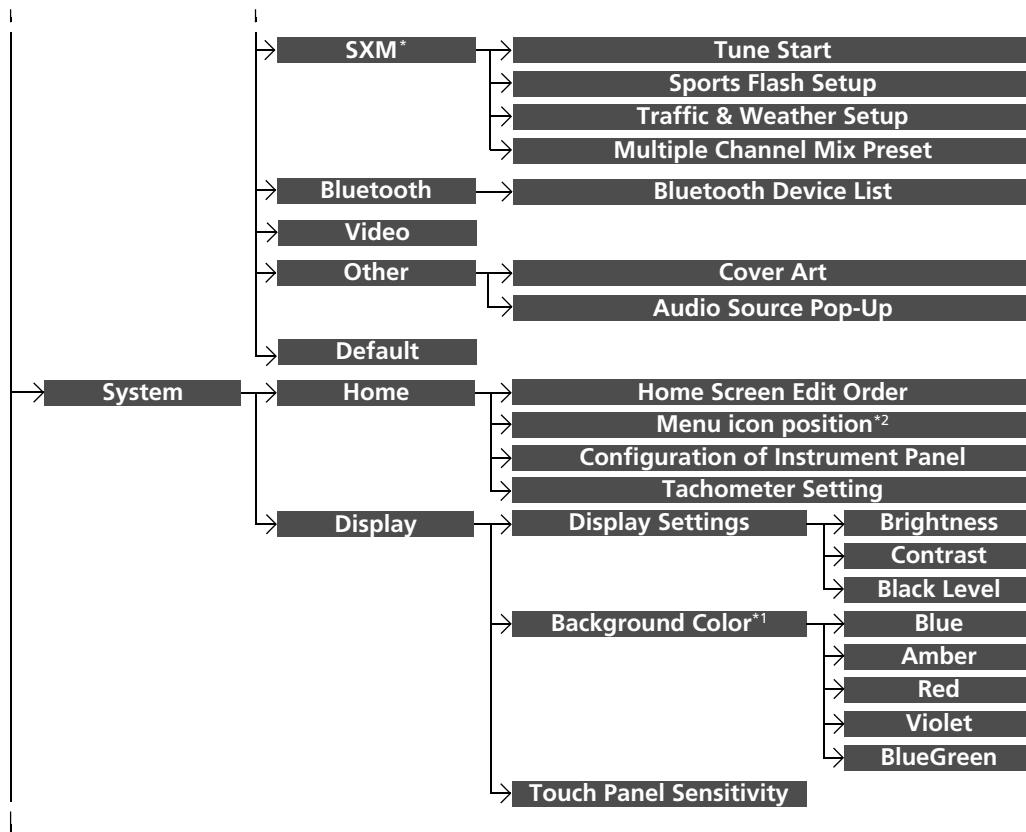 SXM*
Tune Start
Sports Flash Setup
Traffic & Weather Setup
Multiple Channel Mix Preset
Bluetooth
Bluetooth Device List
Video
Other
Cover Art
Audio Source Pop-Up
Default
System
Home
Home Screen Edit Order
Menu icon position*2
Configuration of Instrument Panel
Tachometer Setting
Display
Display Settings
Brightness
Contrast
Black Level
Background Color*1
Blue
Amber
Red
Violet
BlueGreen
Touch Panel Sensitivity